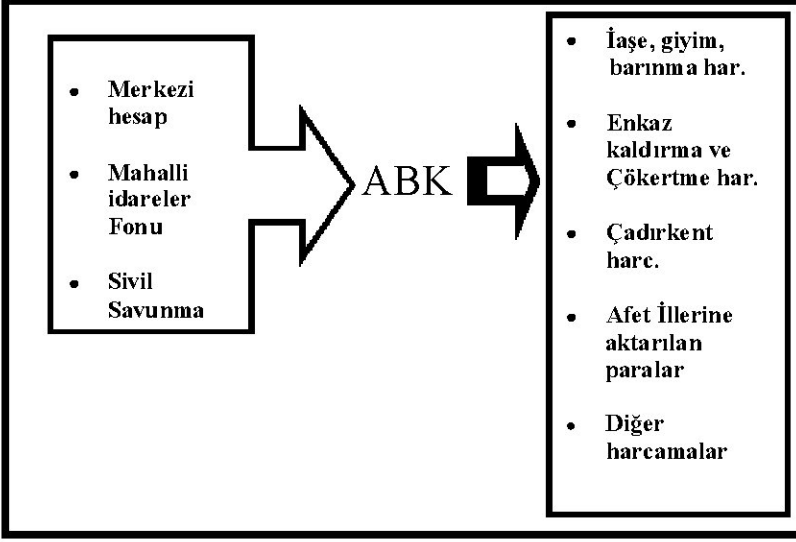 • Merkezi
hesap
• Mahalli
idareler
Fonu
• Sivil
Savunma
ABK
• İaşe, giyim,
barınma har.
• Enkaz
kaldırma ve
Çökertme har.
• Çadırkent
harc.
• Afet İllerine
aktarılan
paralar
• Diğer
harcamalar